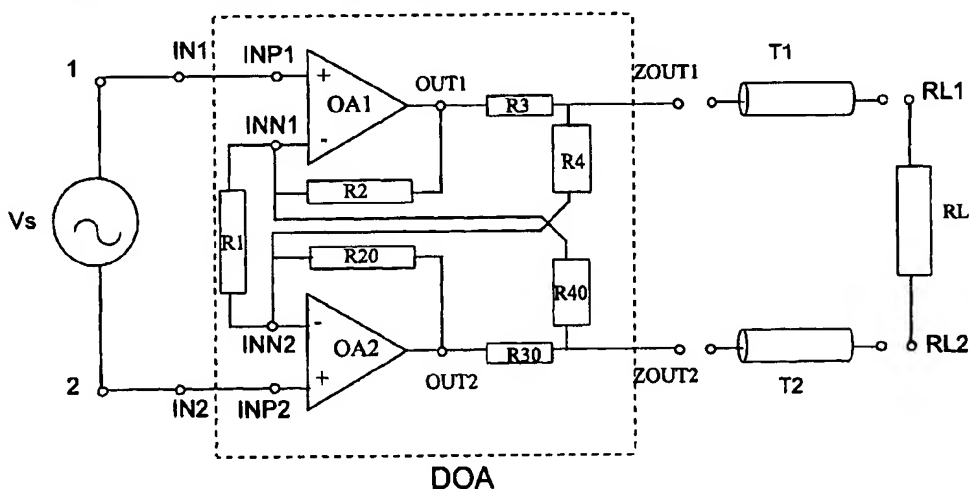 T1
1
IN1
INP1
+
OA1
OUT1
R3
ZOUT1
RL1
INN1
-
R4
R2
Vs
R1
RL
R20
R40
INN2
-
OA2
R30
RL2
+
OUT2
ZOUT2
T2
2
IN2
INP2
DOA